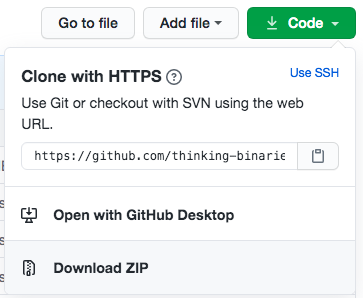 Go to file Add file Code
Clone with HTTPS ? Use SSH
Use Git or checkout with SVN using the web
URL.
https://github.com/thinking-binarie
Open with GitHub Desktop
Download ZIP